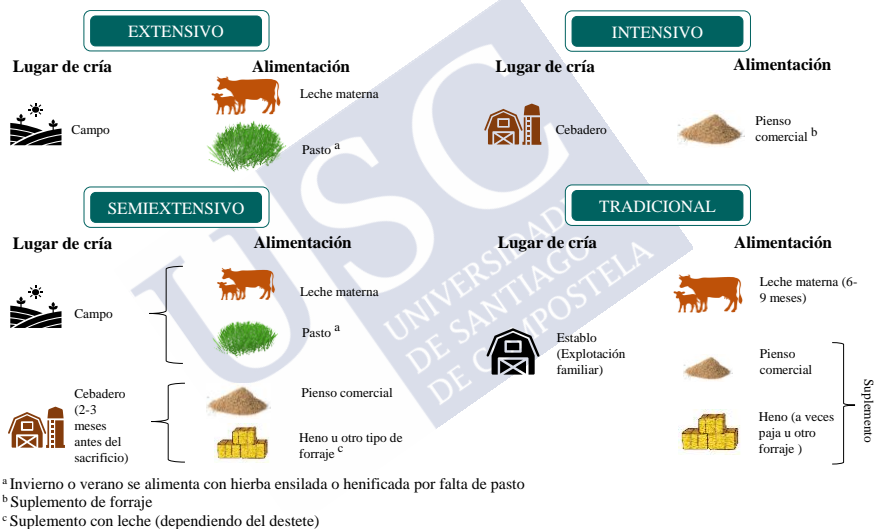 EXTENSIVO
Lugar de cría
Alimentación
Campo
Leche materna
Pasto a
INTENSIVO
Lugar de cría
Alimentación
Cebadero
Pienso
comercial b
SEMIEXTENSIVO
Lugar de cría
Alimentación
Campo
Leche materna
Pasto a
Cebadero
(2-3
meses
antes del
sacrificio)
Pienso comercial
Heno u otro tipo de
forraje c
TRADICIONAL
Lugar de cría
Alimentación
Establo
(Explotación
familiar)
Leche materna (6-
9 meses)
Pienso
comercial
Heno (a veces
paja u otro
forraje )
Suplemento
USC
UNIVERSIDADE
DE SANTIAGO
DE COMPOSTELA
a Invierno o verano se alimenta con hierba ensilada o henificada por falta de pasto
b Suplemento de forraje
c Suplemento con leche (dependiendo del destete)